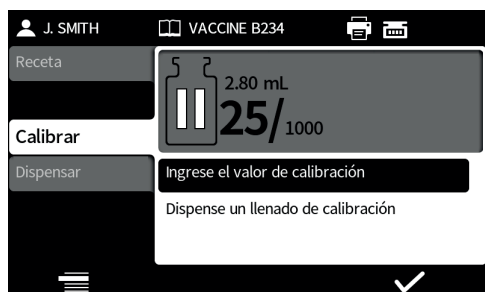 J. SMITH
VACCINE B234
Receta
Calibrar
Dispensar
2.80 mL
25/1000
Ingrese el valor de calibración
Dispense un llenado de calibración